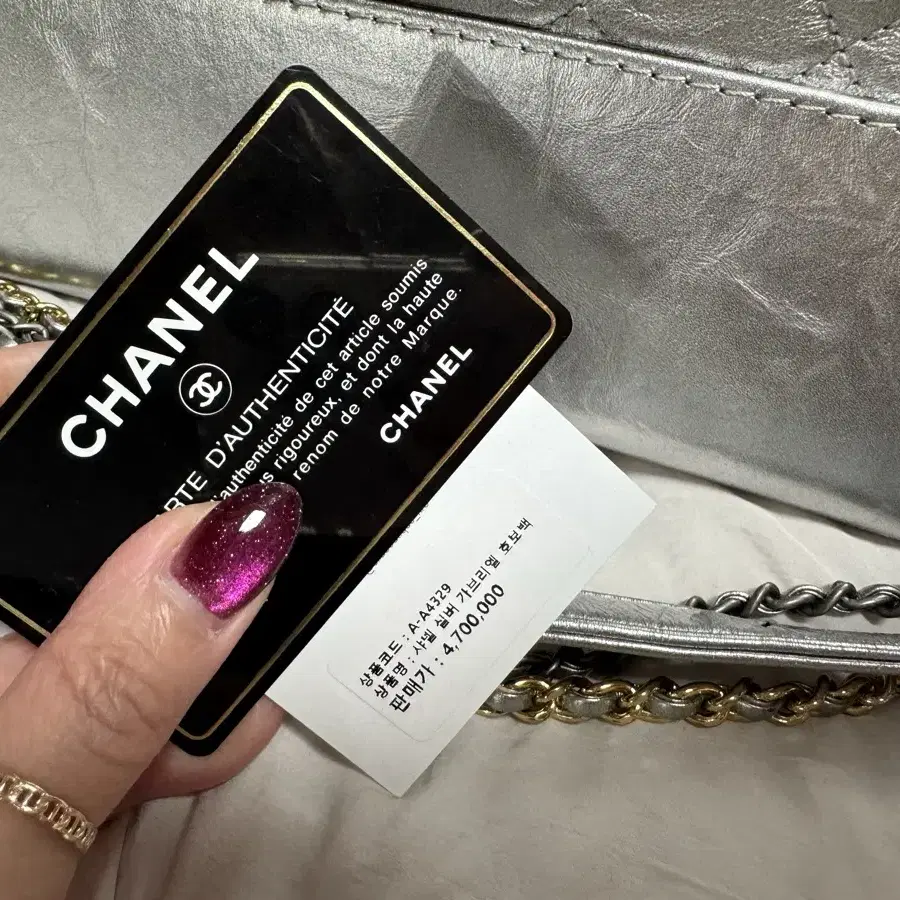 CHANEL
RTE D'AUTHENTICITÉ
authenticité de cet article soumis
us rigoureux, et dont la haute
renom de notre Marque.
CHANEL
상품코드 : A-A4329
상품명 : 샤넬 실버 가브리엘 호보백
판매가 : 4,700,000